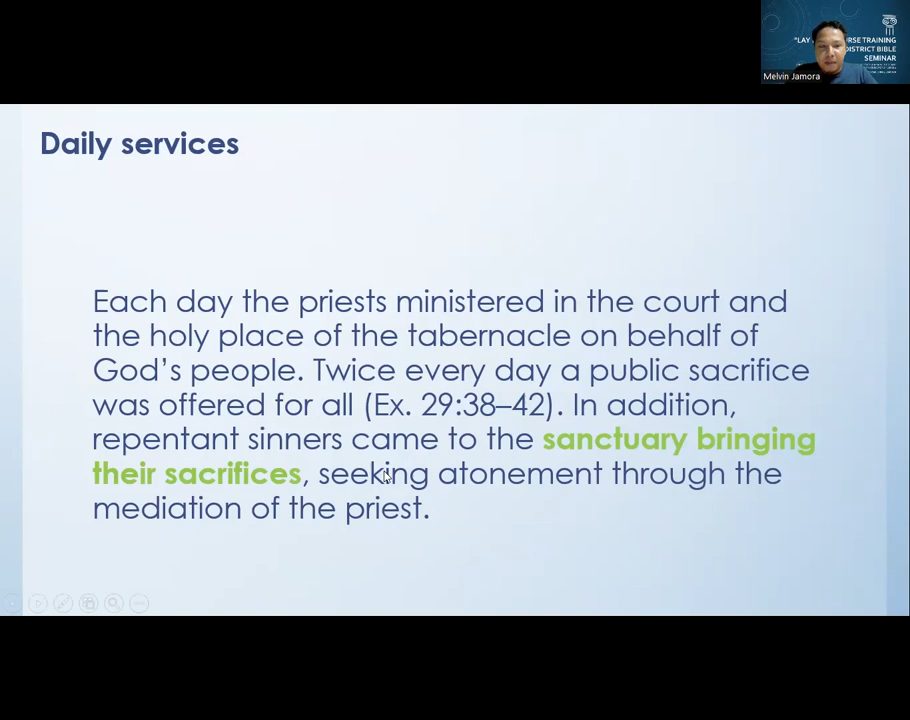 "LAY
URSE TRAINING
DISTRICT BIBLE
SEMINAR
Melvin Jamora
Daily services
Each day the priests ministered in the court and
the holy place of the tabernacle on behalf of
God’s people. Twice every day a public sacrifice
was offered for all (Ex. 29:38–42). In addition,
repentant sinners came to the sanctuary bringing
their sacrifices, seeking atonement through the
mediation of the priest.